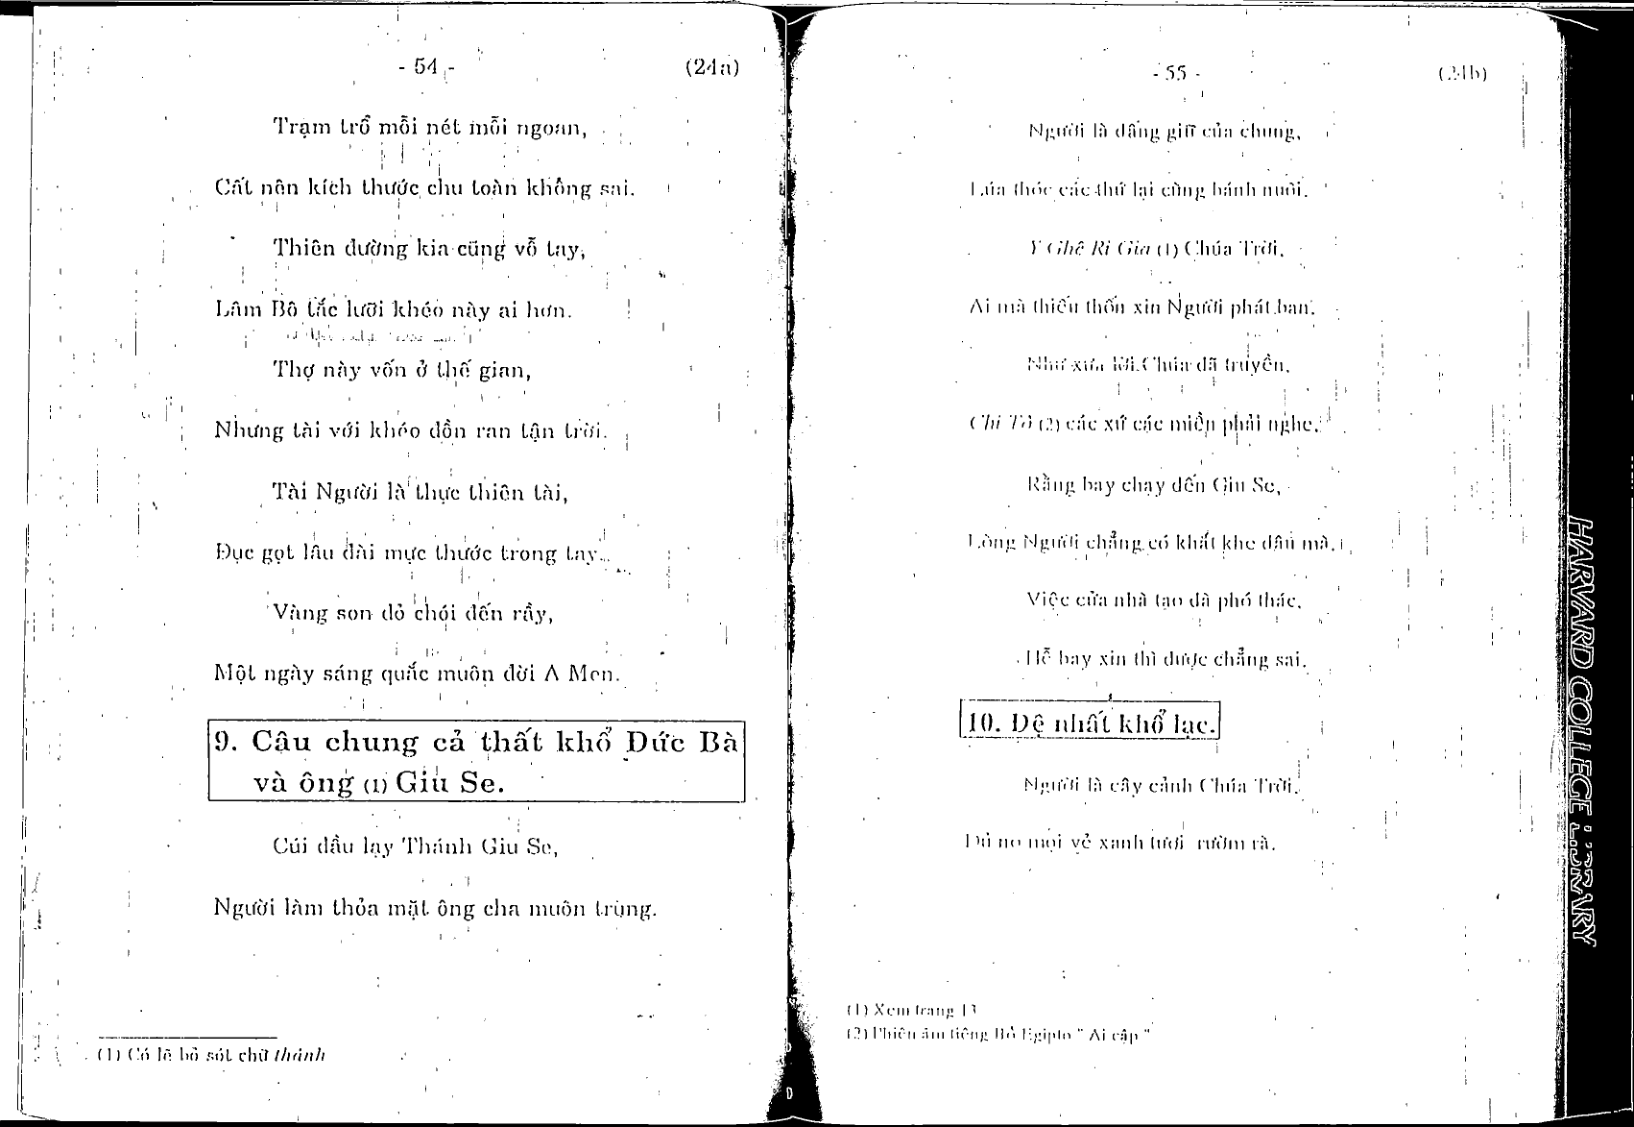 - 54 -
(24a)
Trạm trổ mỗi nét mỗi ngoan,
Cất nên kích thước chu toàn không sai.
Thiên đường kia cũng vỗ tay,
Lâm Bô tắc lưỡi khéo này ai hơn.
Thợ này vốn ở thế gian,
Nhưng tài với khéo dồn ran tận trời.
Tài Người là thực thiên tài,
Đục gọt lâu đài mực thước trong tay.
Vàng son đỏ chói đến rầy,
Một ngày sáng quắc muôn đời A Men.
9. Câu chung cả thất khổ Đức Bà
và ông (1) Giu Se.
Cúi đầu lạy Thánh Giu Se,
Người làm thỏa mặt ông cha muôn trùng.
(1) Có lẽ bỏ sót chữ thánh
- 55 -
(24b)
Người là đấng giữ của chung,
Lúa thóc các thứ lại cùng bánh nuôi.
Y Ghê Ri Gia (1) Chúa Trời,
Ai mà thiếu thốn xin Người phát ban.
Như xưa lời Chúa đã truyền,
Chi Tô (2) các xứ các miền phải nghe.
Rằng bay chạy đến Giu Se,
Lòng Người chẳng có khắt khe đâu mà.
Việc cửa nhà tao đã phó thác,
Hễ bay xin thì được chẳng sai.
10. Đệ nhất khổ lạc.
Người là cây cảnh Chúa Trời,
Đủ no mọi vẻ xanh tươi rườm rà.
(1) Xem trang 13
(2) Phiên âm tiếng Bồ Egipto " Ai cập "
HARVARD COLLEGE LIBRARY